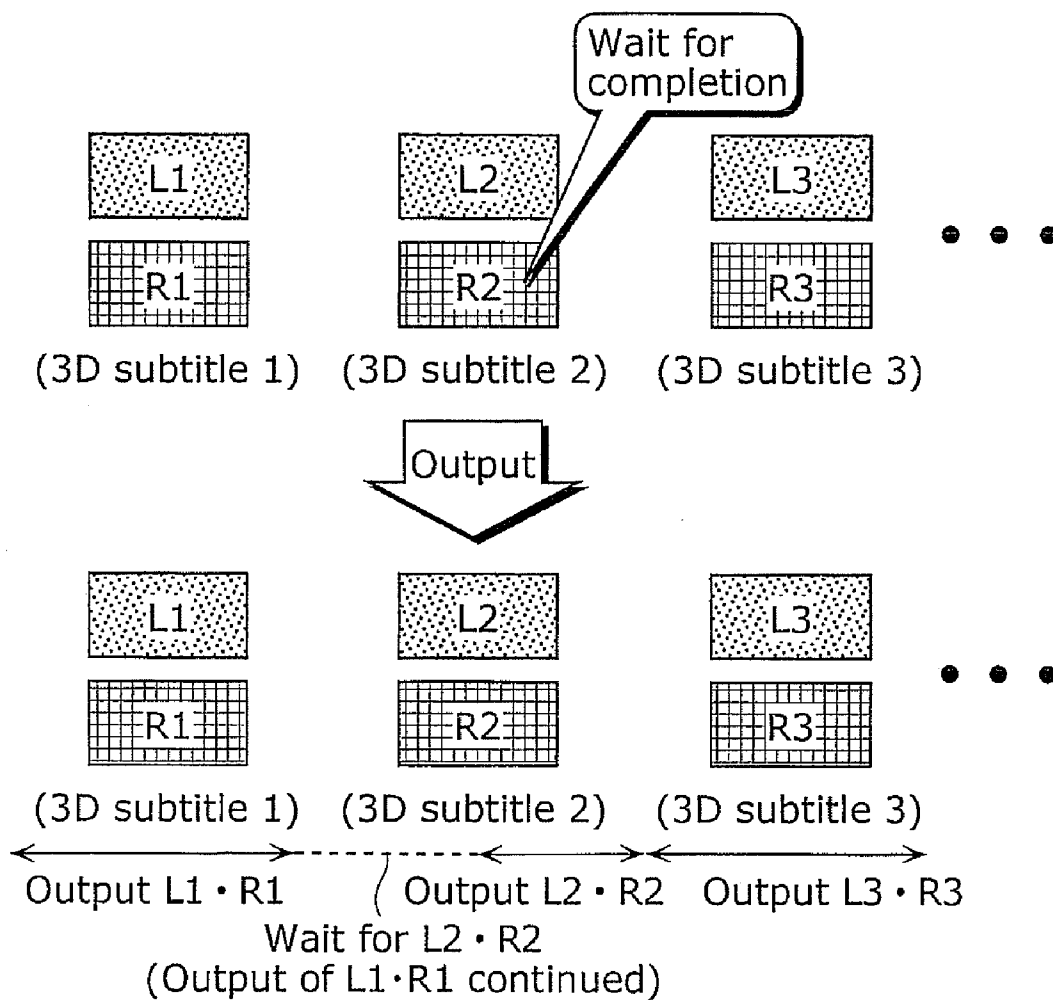 Wait for
completion
L1 L2 L3
R1 R2 R3
(3D subtitle 1) (3D subtitle 2) (3D subtitle 3)
Output
L1 L2 L3
R1 R2 R3
(3D subtitle 1) (3D subtitle 2) (3D subtitle 3)
Output L1・R1 Output L2・R2 Output L3・R3
Wait for L2・R2
(Output of L1・R1 continued)